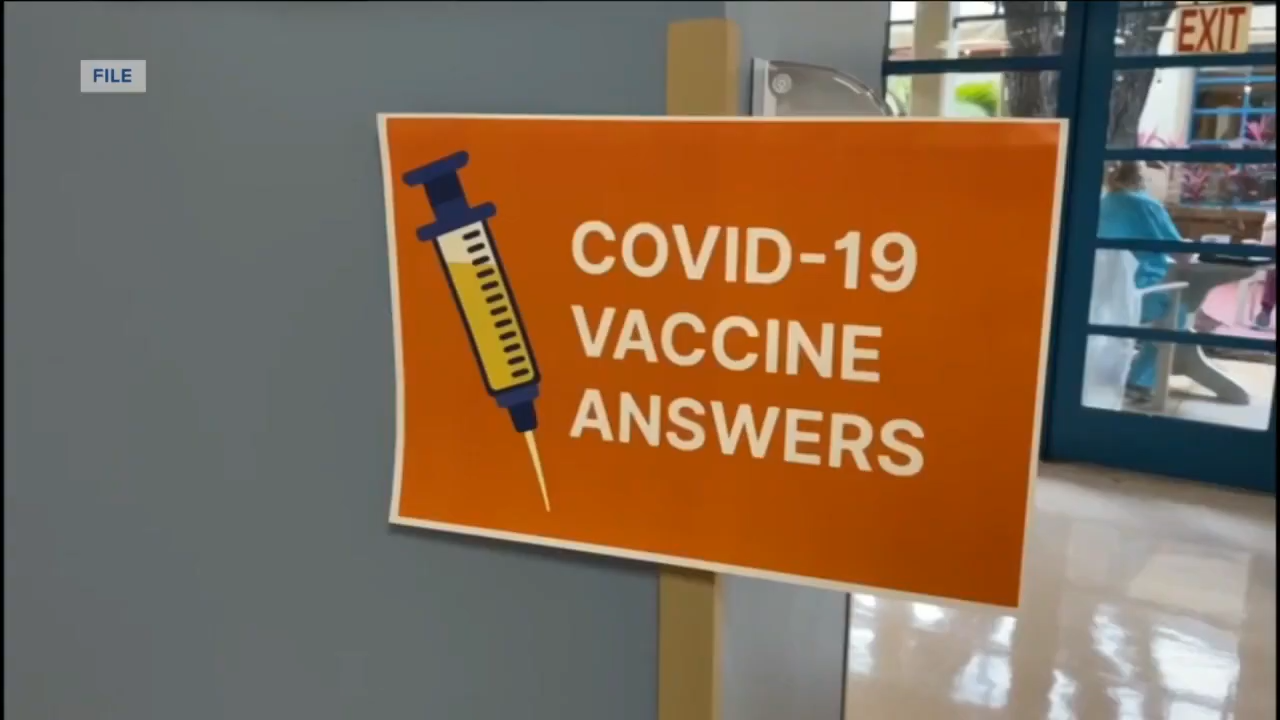 FILE
EXIT
COVID-19
VACCINE
ANSWERS